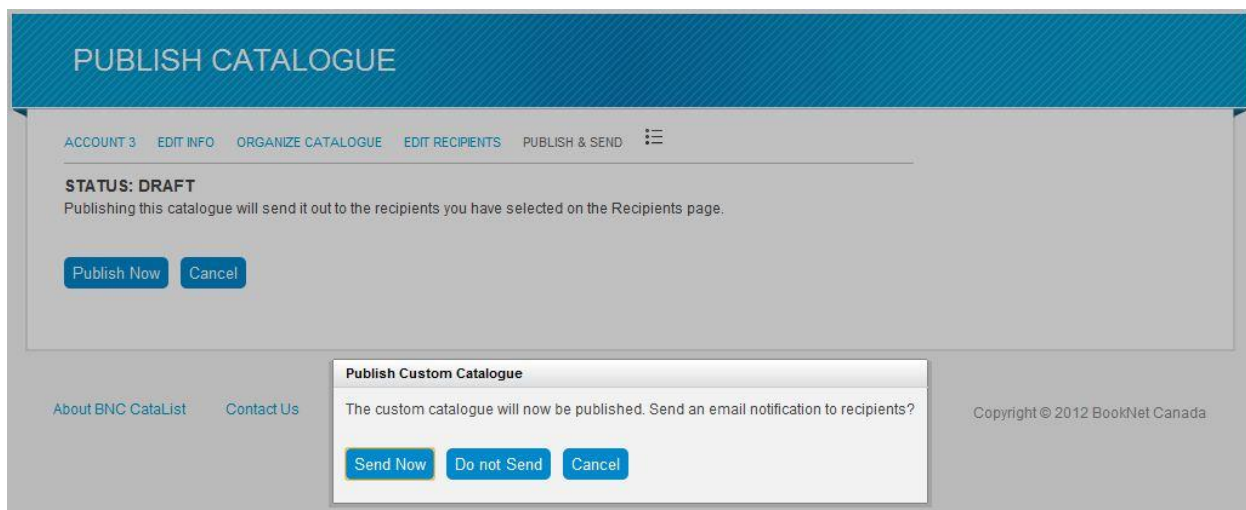 PUBLISH CATALOGUE
ACCOUNT 3 EDIT INFO ORGANIZE CATALOGUE EDIT RECIPIENTS PUBLISH & SEND
STATUS: DRAFT
Publishing this catalogue will send it out to the recipients you have selected on the Recipients page.
Publish Now Cancel
Publish Custom Catalogue
The custom catalogue will now be published. Send an email notification to recipients?
Send Now Do not Send Cancel
About BNC CataList Contact Us
Copyright © 2012 BookNet Canada